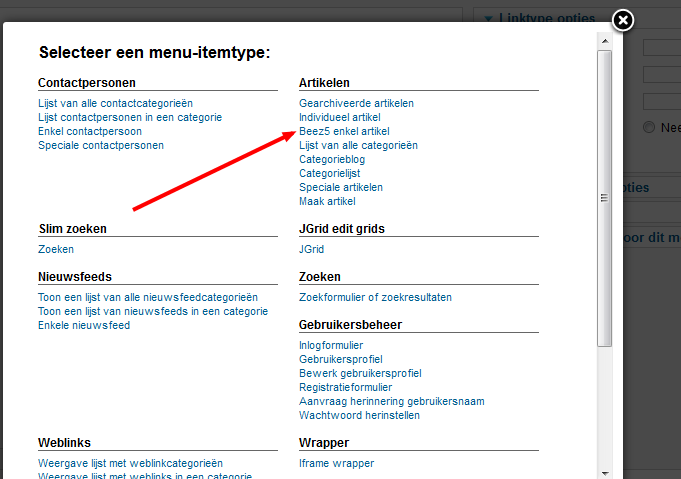 Linktype opties
Selecteer een menu-itemtype:
Contactpersonen
Lijst van alle contactcategorieën
Lijst contactpersonen in een categorie
Enkel contactpersoon
Speciale contactpersonen
Artikelen
Gearchiveerde artikelen
Individueel artikel
Beez5 enkel artikel
Lijst van alle categorieën
Categorieblog
Categorielijst
Speciale artikelen
Maak artikel
Slim zoeken
Zoeken
JGrid edit grids
JGrid
Nieuwsfeeds
Toon een lijst van alle nieuwsfeedcategorieën
Toon een lijst van nieuwsfeeds in een categorie
Enkele nieuwsfeed
Zoeken
Zoekformulier of zoekresultaten
Gebruikersbeheer
Inlogformulier
Gebruikersprofiel
Bewerk gebruikersprofiel
Registratieformulier
Aanvraag herinnering gebruikersnaam
Wachtwoord herinstellen
Weblinks
Weergave lijst met weblinkcategorieën
Weergave lijst met weblinks in een categorie
Wrapper
Iframe wrapper
Nee
pties
oor dit m